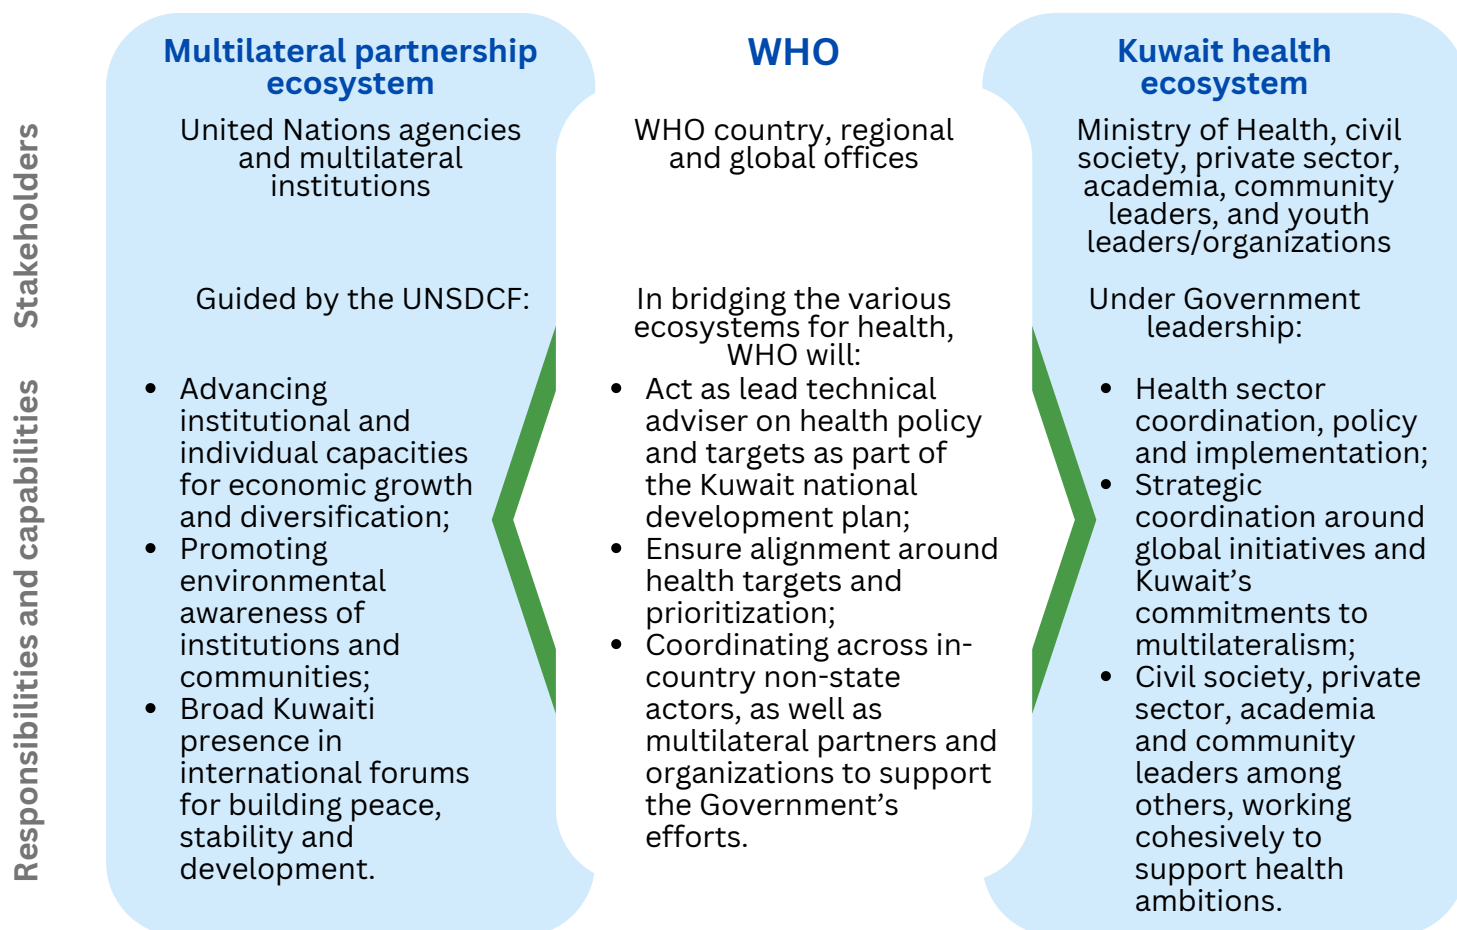 Multilateral partnership
ecosystem
WHO
Kuwait health
ecosystem
Stakeholders
United Nations agencies
and multilateral
institutions
WHO country, regional
and global offices
Ministry of Health, civil
society, private sector,
academia, community
leaders, and youth
leaders/organizations
Responsibilities and capabilities
Guided by the UNSDCF:
Advancing
institutional and
individual capacities
for economic growth
and diversification;
Promoting
environmental
awareness of
institutions and
communities;
Broad Kuwaiti
presence in
international forums
for building peace,
stability and
development.
In bridging the various
ecosystems for health,
WHO will:
Act as lead technical
adviser on health policy
and targets as part of
the Kuwait national
development plan;
Ensure alignment around
health targets and
prioritization;
Coordinating across in-
country non-state
actors, as well as
multilateral partners and
organizations to support
the Government’s
efforts.
Under Government
leadership:
Health sector
coordination, policy
and implementation;
Strategic
coordination around
global initiatives and
Kuwait’s
commitments to
multilateralism;
Civil society, private
sector, academia
and community
leaders among
others, working
cohesively to
support health
ambitions.